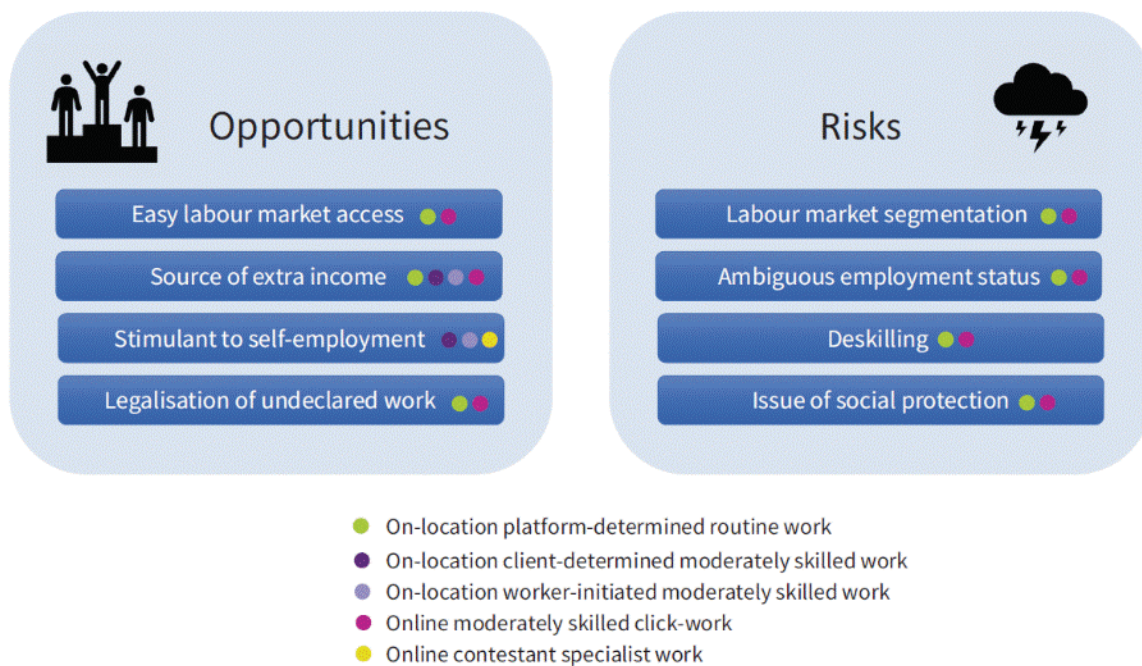 Opportunities
Easy labour market access
Source of extra income
Stimulant to self-employment
Legalisation of undeclared work
Risks
Labour market segmentation
Ambiguous employment status
Deskilling
Issue of social protection
On-location platform-determined routine work
On-location client-determined moderately skilled work
On-location worker-initiated moderately skilled work
Online moderately skilled click-work
Online contestant specialist work